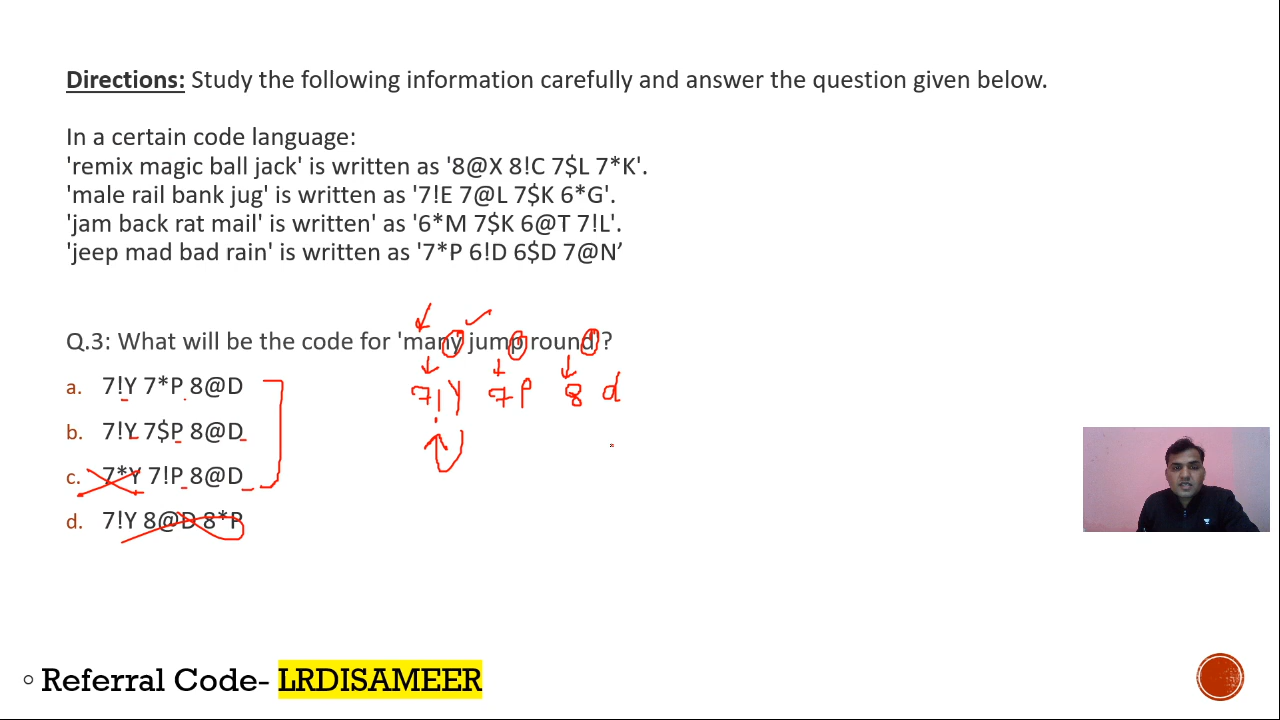 Directions: Study the following information carefully and answer the question given below.
In a certain code language:
'remix magic ball jack' is written as '8@X 8!C 7$L 7*K'.
'male rail bank jug' is written as '7!E 7@L 7$K 6*G'.
'jam back rat mail' is written' as '6*M 7$K 6@T 7!L'.
'jeep mad bad rain' is written as '7*P 6!D 6$D 7@N’
Q.3: What will be the code for 'many jump round'?
a. 7!Y 7*P 8@D
7!Y 7P 8 d
b. 7!Y 7$P 8@D
c. 7*Y 7!P 8@D
d. 7!Y 8@D 8*P
◦ Referral Code- LRDISAMEER